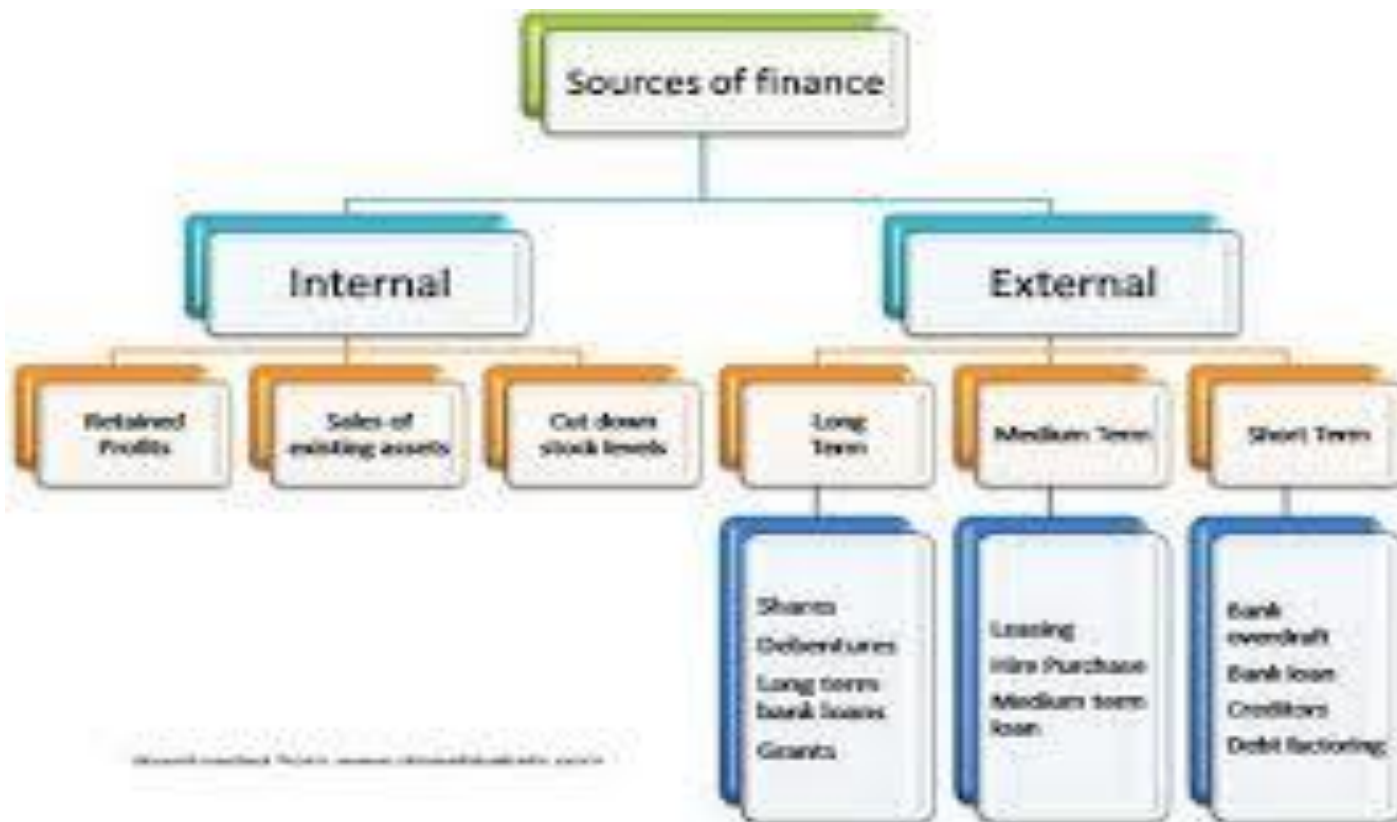 Sources of finance
Internal
External
Retained
Profits
Sales of
existing assets
Cut down
stock levels
Long
Term
Medium Term
Short Term
Shares
Debentures
Long term
bank loans
Grants
Leasing
Hire Purchase
Medium term
loan
Bank
overdraft
Bank loan
Creditors
Debt factoring